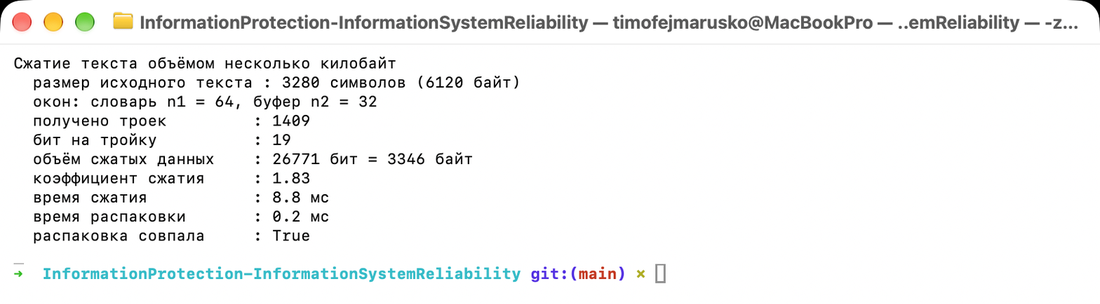 InformationProtection-InformationSystemReliability — timofejmarusko@MacBookPro — ..emReliability — -z...
Сжатие текста объёмом несколько килобайт
размер исходного текста : 3280 символов (6120 байт)
окон: словарь n1 = 64, буфер n2 = 32
получено троек : 1409
бит на тройку : 19
объём сжатых данных : 26771 бит = 3346 байт
коэффициент сжатия : 1.83
время сжатия : 8.8 мс
время распаковки : 0.2 мс
распаковка совпала : True
→ InformationProtection-InformationSystemReliability git:(main) ×